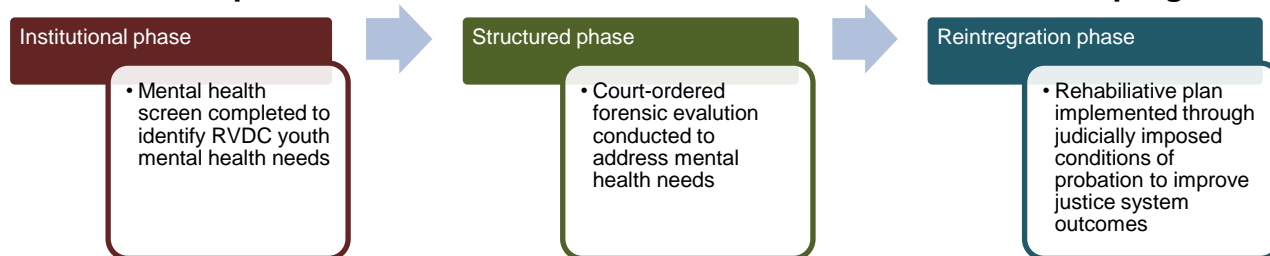 Institutional phase
• Mental health
screen completed to
identify RVDC youth
mental health needs
Structured phase
• Court-ordered
forensic evalution
conducted to
address mental
health needs
Reintregration phase
• Rehabiliative plan
implemented through
judicially imposed
conditions of
probation to improve
justice system
outcomes